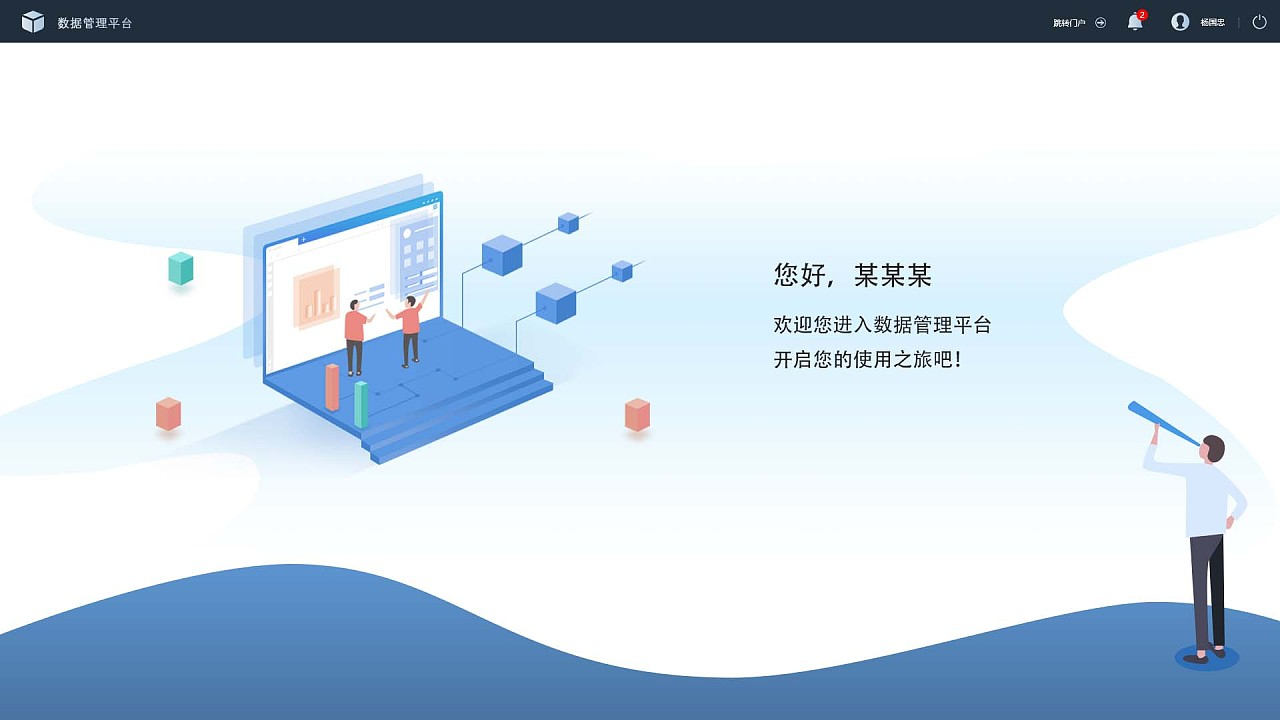 数据管理平台
跳转门户
2
杨国忠
您好，某某某
欢迎您进入数据管理平台
开启您的使用之旅吧！